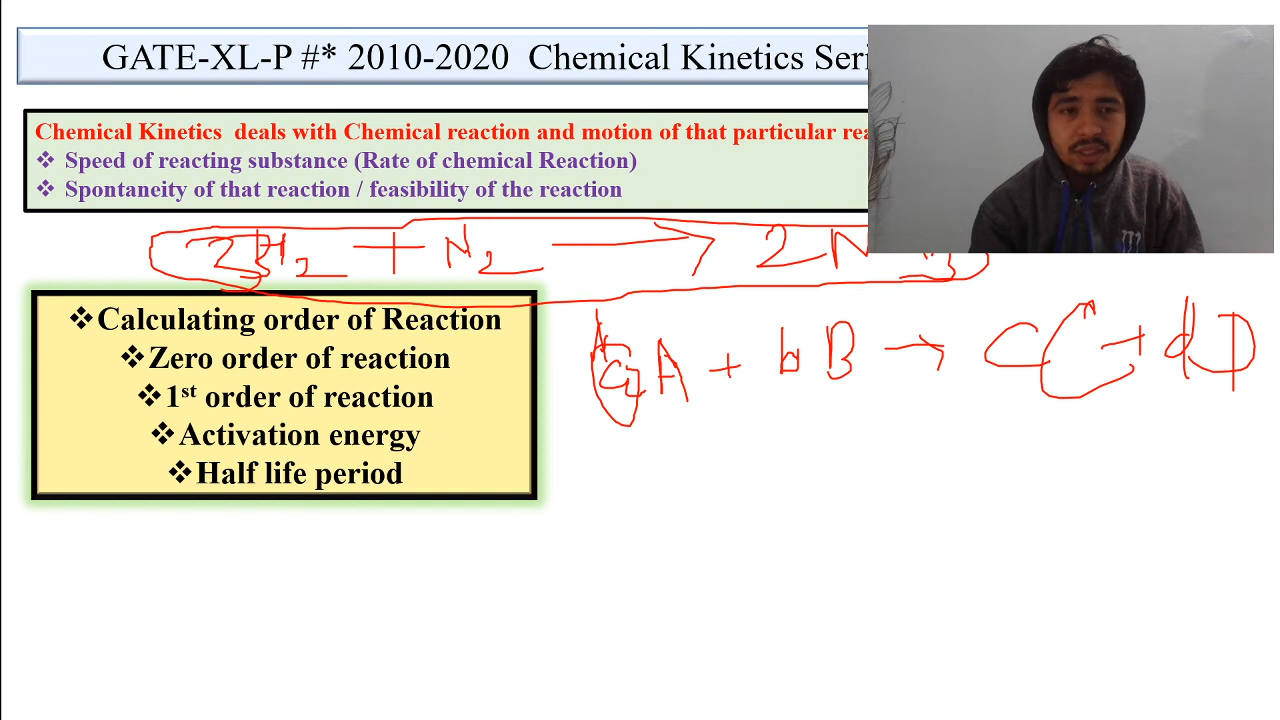 GATE-XL-P #* 2010-2020 Chemical Kinetics Seri
Chemical Kinetics deals with Chemical reaction and motion of that particular rea
❖ Speed of reacting substance (Rate of chemical Reaction)
❖ Spontaneity of that reaction / feasibility of the reaction
3H2 + N2 → 2N 3
❖Calculating order of Reaction
❖Zero order of reaction
❖1st order of reaction
❖Activation energy
❖Half life period
aA + bB → cC + dD